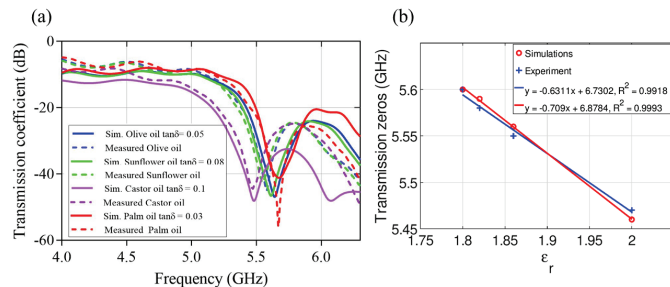 (a)
Transmission coefficient (dB)
0
-20
-40
-60
4.0
4.5
5.0
5.5
6.0
Frequency (GHz)
Sim. Olive oil tanδ= 0.05
Measured Olive oil
Sim. Sunflower oil tanδ = 0.08
Measured Sunflower oil
Sim. Castor oil tanδ = 0.1
Measured Castor oil
Sim. Palm oil tanδ = 0.03
Measured Palm oil
(b)
Transmission zeros (GHz)
5.6
5.55
5.47
5.45
1.75
1.8
1.85
1.9
1.95
2
εr
Simulations
Experiment
y = -0.6311x + 6.7302, R² = 0.9918
y = -0.709x + 6.8784, R² = 0.9993